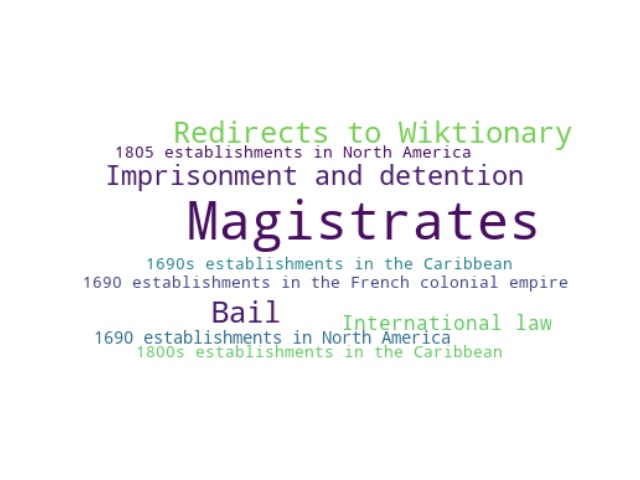 Redirects to Wiktionary
1805 establishments in North America
Imprisonment and detention
Magistrates
1690s establishments in the Caribbean
1690 establishments in the French colonial empire
Bail
International law
1690 establishments in North America
1800s establishments in the Caribbean